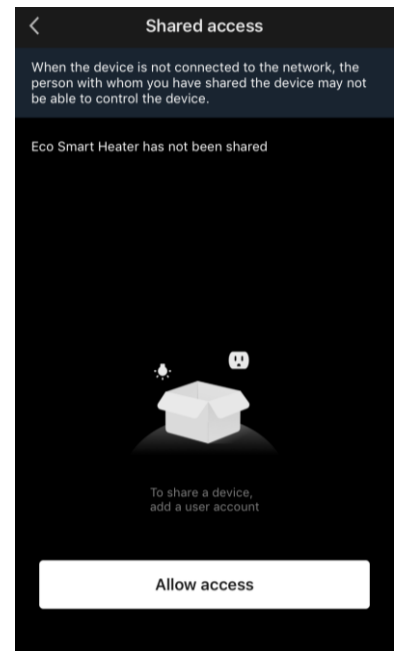 Shared access
When the device is not connected to the network, the
person with whom you have shared the device may not
be able to control the device.
Eco Smart Heater has not been shared
To share a device,
add a user account
Allow access